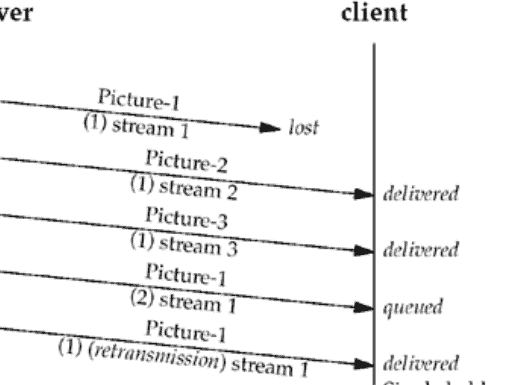 ver client
Picture-1
(1) stream 1 lost
Picture-2
(1) stream 2 delivered
Picture-3
(1) stream 3 delivered
Picture-1
(2) stream 1 queued
Picture-1
(1) (retransmission) stream 1 delivered